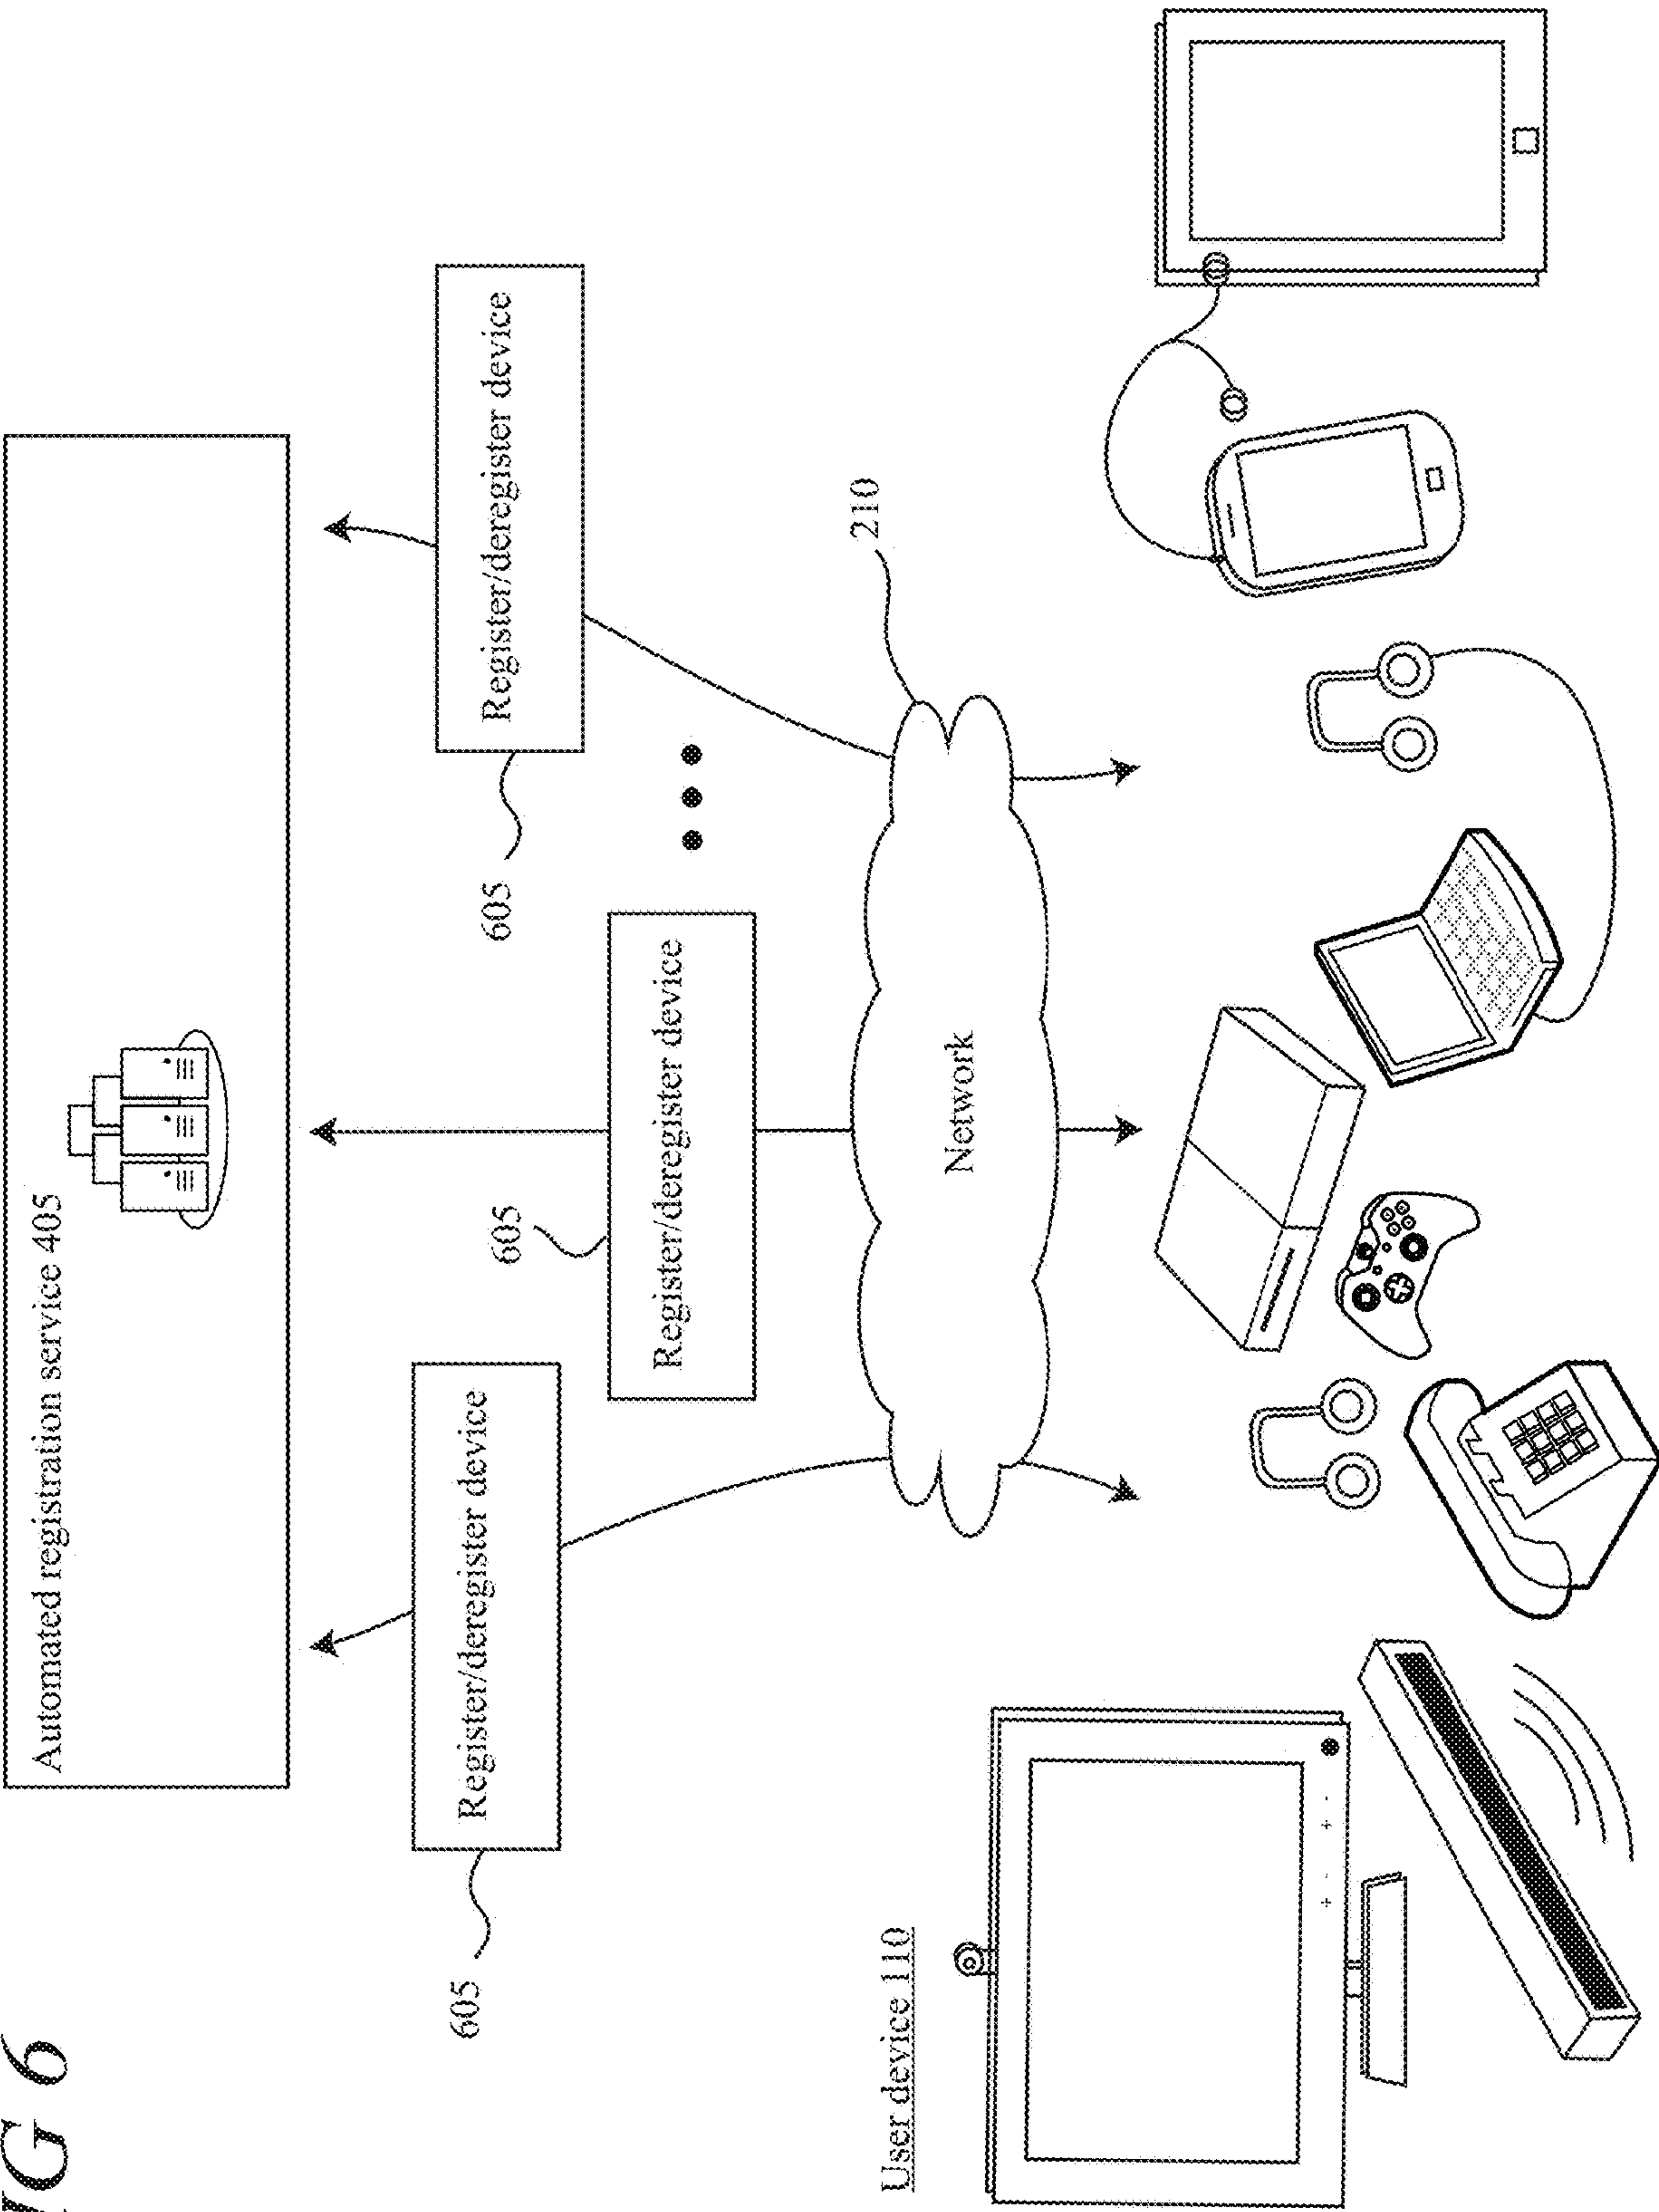 IG 6
Automated registration service 405
605
Register/deregister device
605
Register/deregister device
605
Register/deregister device
210
Network
User device 110
+ - + -